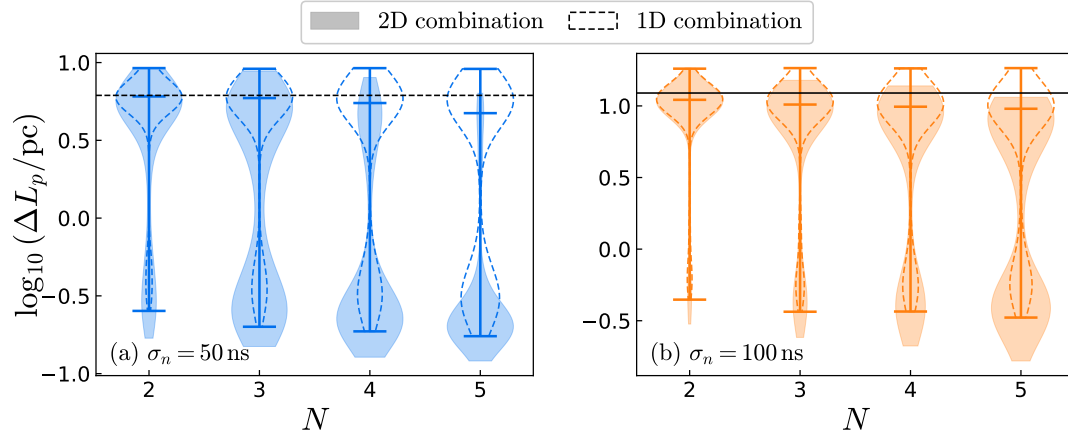 2D combination 1D combination
log₁₀ (ΔLₚ/pc)
1.0
0.5
0.0
−0.5
−1.0
(a) σₙ = 50 ns
2 3 4 5
N
1.0
0.5
0.0
−0.5
(b) σₙ = 100 ns
2 3 4 5
N